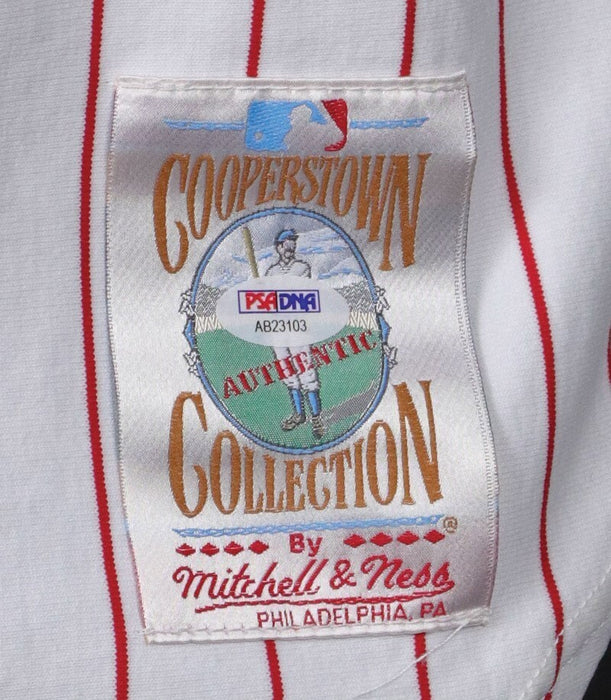 COOPERSTOWN
PSA DNA
AB23103
AUTHENTIC
COLLECTION
®
By
Mitchell & Ness
PHILADELPHIA, PA